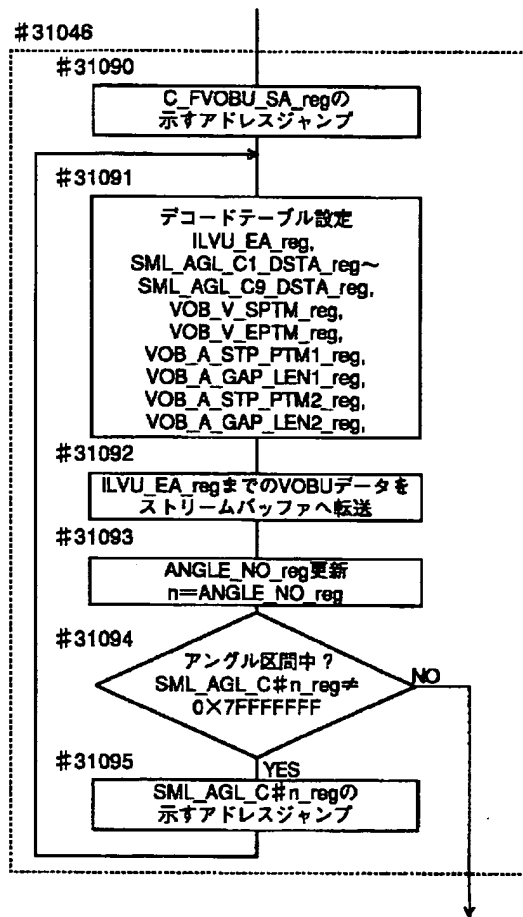 #31046
#31090
C_FVOBU_SA_regの
示すアドレスジャンプ
#31091
デコードテーブル設定
ILVU_EA_reg,
SML_AGL_C1_DSTA_reg～
SML_AGL_C9_DSTA_reg,
VOB_V_SPTM_reg,
VOB_V_EPTM_reg,
VOB_A_STP_PTM1_reg,
VOB_A_GAP_LEN1_reg,
VOB_A_STP_PTM2_reg,
VOB_A_GAP_LEN2_reg,
#31092
ILVU_EA_regまでのVOBUデータを
ストリームバッファへ転送
#31093
ANGLE_NO_reg更新
n＝ANGLE_NO_reg
#31094
アングル区間中？
SML_AGL_C#n_reg≠
0×7FFFFFFF
NO
#31095
YES
SML_AGL_C#n_regの
示すアドレスジャンプ